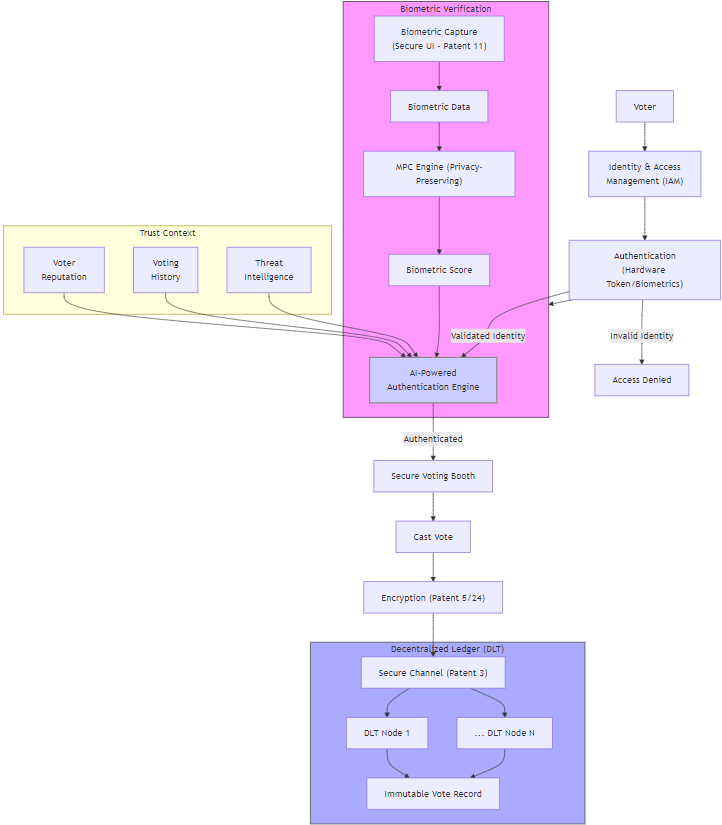 Biometric Verification
Biometric Capture
(Secure UI - Patent 11)
Biometric Data
Voter
MPC Engine (Privacy-
Preserving)
Identity & Access
Management (IAM)
Trust Context
Voter
Reputation
Voting
History
Threat
Intelligence
Biometric Score
Authentication
(Hardware
Token/Biometrics)
Validated Identity
Invalid Identity
AI-Powered
Authentication Engine
Access Denied
Authenticated
Secure Voting Booth
Cast Vote
Encryption (Patent 5/24)
Decentralized Ledger (DLT)
Secure Channel (Patent 3)
DLT Node 1
... DLT Node N
Immutable Vote Record